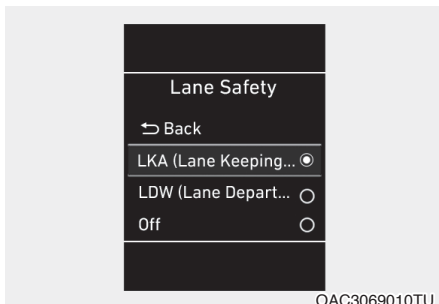 Lane Safety
Back
LKA (Lane Keeping...
LDW (Lane Depart...
Off
OAC3069010TU